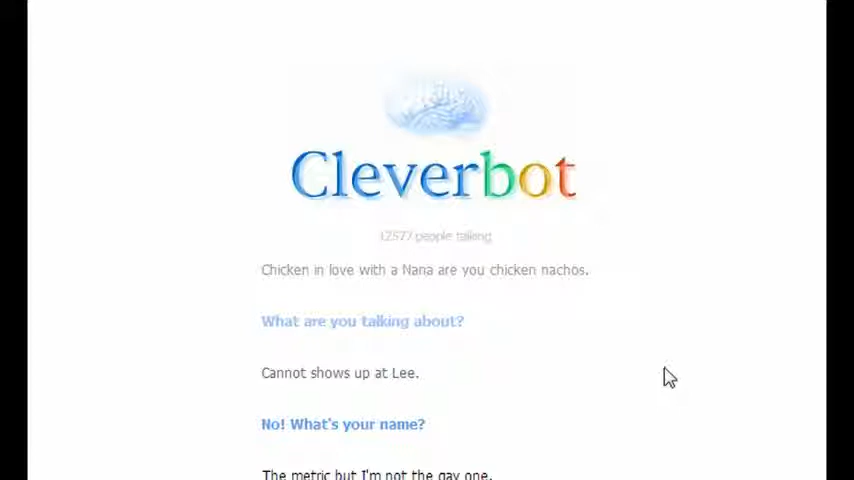 Cleverbot
12577 people talking
Chicken in love with a Nana are you chicken nachos.
What are you talking about?
Cannot shows up at Lee.
No! What's your name?
The metric but I'm not the gay one.